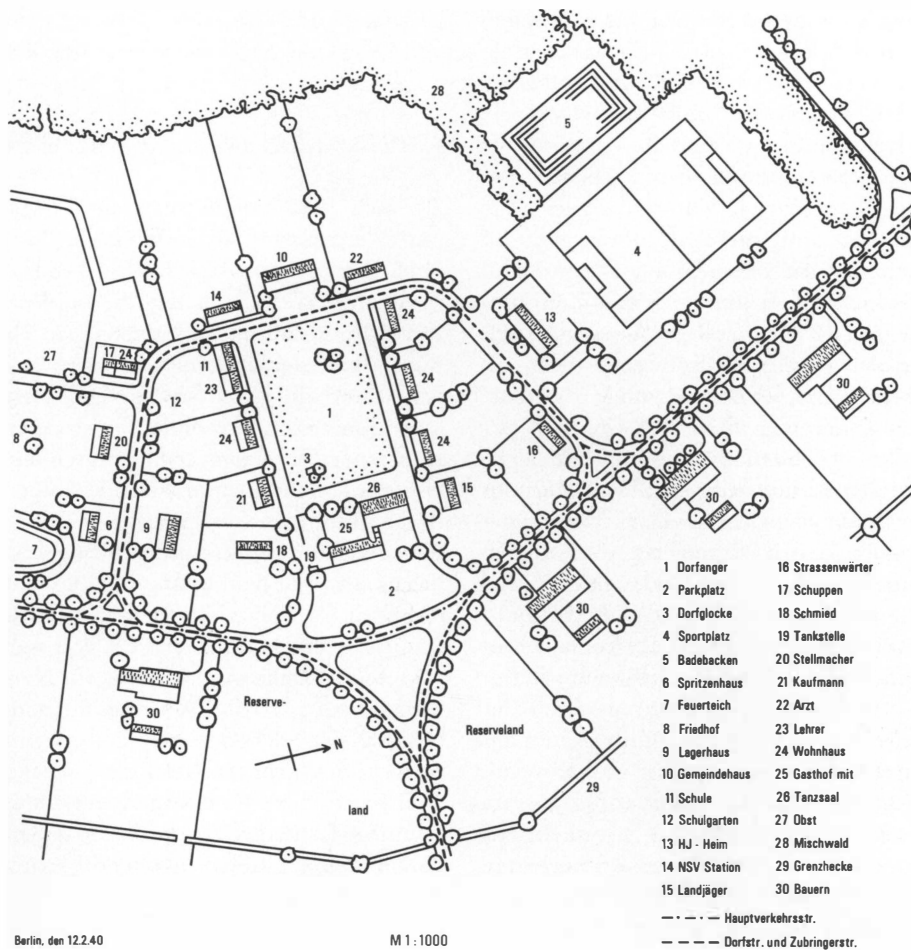 28
5
4
10
22
14
24
13
17 24
11
27
12
23
1
24
30
8
20
24
24
16
3
21
26
15
30
6
9
25
7
18
19
2
30
30
Reserve-
Reserveland
N
land
29
1 Dorfanger
2 Parkplatz
3 Dorfglocke
4 Sportplatz
5 Badebacken
6 Spritzenhaus
7 Feuerteich
8 Friedhof
9 Lagerhaus
10 Gemeindehaus
11 Schule
12 Schulgarten
13 HJ - Heim
14 NSV Station
15 Landjäger
16 Strassenwärter
17 Schuppen
18 Schmied
19 Tankstelle
20 Stellmacher
21 Kaufmann
22 Arzt
23 Lehrer
24 Wohnhaus
25 Gasthof mit
26 Tanzsaal
27 Obst
28 Mischwald
29 Grenzhecke
30 Bauern
Hauptverkehrsstr.
Dorfstr. und Zubringerstr.
Berlin, den 12.2.40
M 1:1000